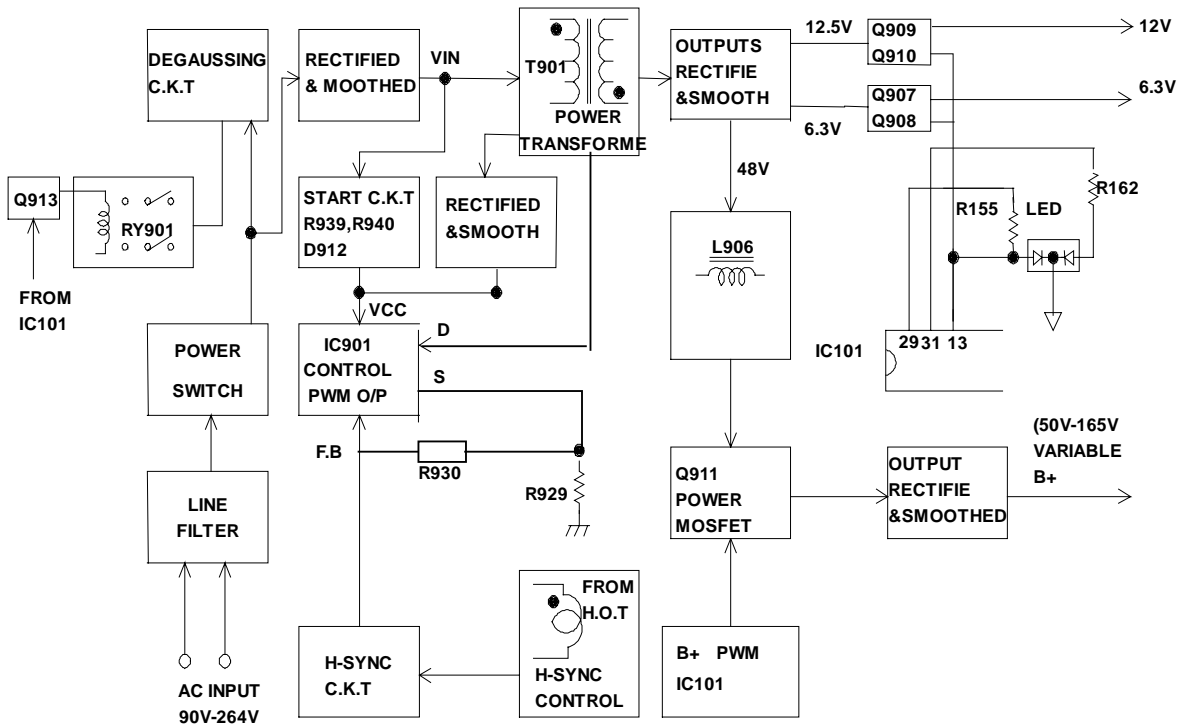 DEGAUSSING
C.K.T
RECTIFIED
& MOOTHED
VIN
T901
POWER
TRANSFORME
OUTPUTS
RECTIFIE
&SMOOTH
12.5V
Q909
Q910
12V
Q907
Q908
6.3V
6.3V
48V
Q913
RY901
FROM
IC101
START C.K.T
R939,R940
D912
RECTIFIED
&SMOOTH
L906
R155
LED
R162
29 31 13
IC101
VCC
POWER
SWITCH
IC901
CONTROL
PWM O/P
D
S
F.B
R930
R929
LINE
FILTER
Q911
POWER
MOSFET
OUTPUT
RECTIFIE
&SMOOTHED
(50V-165V
VARIABLE
B+
AC INPUT
90V-264V
H-SYNC
C.K.T
FROM
H.O.T
H-SYNC
CONTROL
B+ PWM
IC101